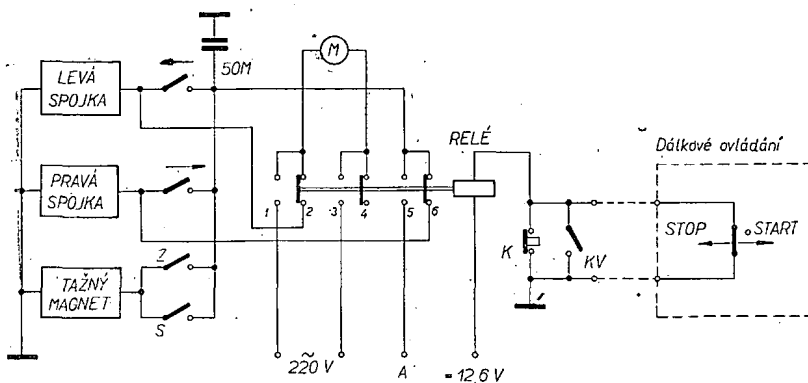 LEVÁ
SPOJKA
50M
M
RELÉ
Dálkové ovládání
PRAVÁ
SPOJKA
1
2
3
4
5
6
K
KV
STOP
START
TAŽNÝ
MAGNET
Z
S
~
220 V
A
= 12,6 V